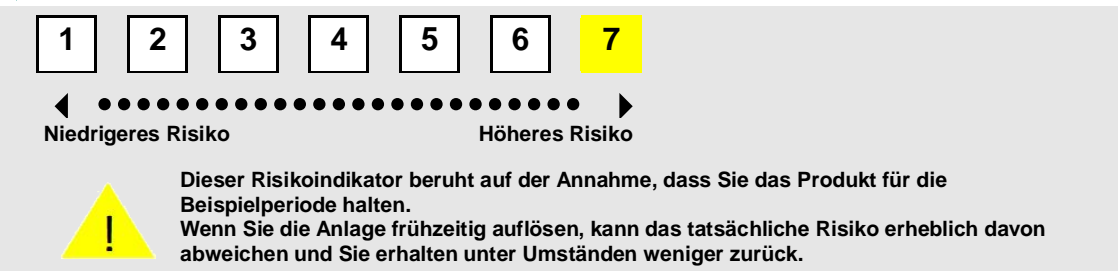 1 2 3 4 5 6 7
Niedrigeres Risiko Höheres Risiko
Dieser Risikoindikator beruht auf der Annahme, dass Sie das Produkt für die
Beispielperiode halten.
Wenn Sie die Anlage frühzeitig auflösen, kann das tatsächliche Risiko erheblich davon
abweichen und Sie erhalten unter Umständen weniger zurück.
!